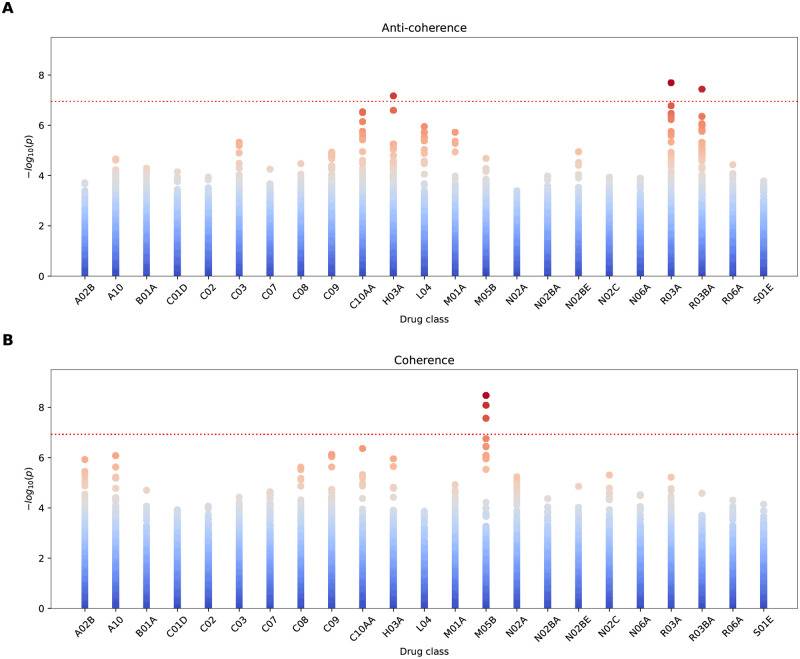 A
Anti-coherence
8
6
4
2
0
−log₁₀(p)
A02B A10 B01A C01D C02 C03 C07 C08 C09 C10AA H03A L04 M01A M05B N02A N02BA N02BE N02C N06A R03A R03BA R06A S01E
Drug class
B
Coherence
8
6
4
2
0
−log₁₀(p)
A02B A10 B01A C01D C02 C03 C07 C08 C09 C10AA H03A L04 M01A M05B N02A N02BA N02BE N02C N06A R03A R03BA R06A S01E
Drug class